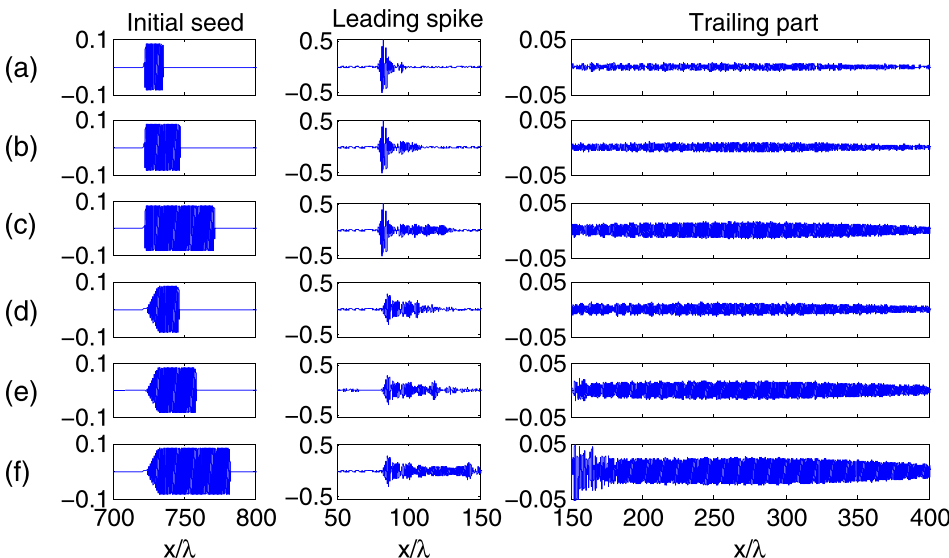 Initial seed Leading spike Trailing part
(a) 0.1 −0.1 0.5 −0.5 0.05 −0.05
(b) 0.1 −0.1 0.5 −0.5 0.05 −0.05
(c) 0.1 −0.1 0.5 −0.5 0.05 −0.05
(d) 0.1 −0.1 0.5 −0.5 0.05 −0.05
(e) 0.1 −0.1 0.5 −0.5 0.05 −0.05
(f) 0.1 −0.1 0.5 −0.5 0.05 −0.05
700 750 800 50 100 150 150 200 250 300 350 400
x/λ x/λ x/λ